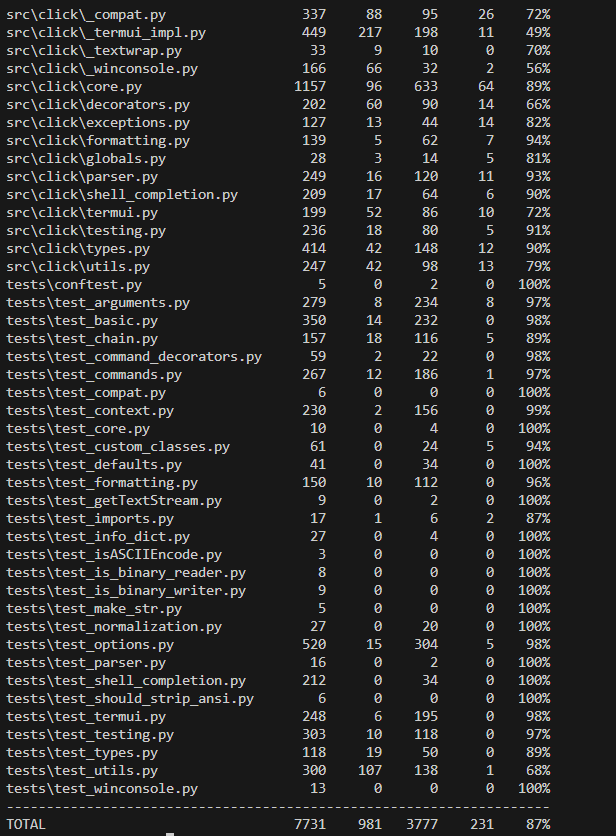 src\click\_compat.py 337 88 95 26 72%
src\click\_termui_impl.py 449 217 198 11 49%
src\click\_textwrap.py 33 9 10 0 70%
src\click\_winconsole.py 166 66 32 2 56%
src\click\core.py 1157 96 633 64 89%
src\click\decorators.py 202 60 90 14 66%
src\click\exceptions.py 127 13 44 14 82%
src\click\formatting.py 139 5 62 7 94%
src\click\globals.py 28 3 14 5 81%
src\click\parser.py 249 16 120 11 93%
src\click\shell_completion.py 209 17 64 6 90%
src\click\termui.py 199 52 86 10 72%
src\click\testing.py 236 18 80 5 91%
src\click\types.py 414 42 148 12 90%
src\click\utils.py 247 42 98 13 79%
tests\conftest.py 5 0 2 0 100%
tests\test_arguments.py 279 8 234 8 97%
tests\test_basic.py 350 14 232 0 98%
tests\test_chain.py 157 18 116 5 89%
tests\test_command_decorators.py 59 2 22 0 98%
tests\test_commands.py 267 12 186 1 97%
tests\test_compat.py 6 0 0 0 100%
tests\test_context.py 230 2 156 0 99%
tests\test_core.py 10 0 4 0 100%
tests\test_custom_classes.py 61 0 24 5 94%
tests\test_defaults.py 41 0 34 0 100%
tests\test_formatting.py 150 10 112 0 96%
tests\test_getTextStream.py 9 0 2 0 100%
tests\test_imports.py 17 1 6 2 87%
tests\test_info_dict.py 27 0 4 0 100%
tests\test_isASCIIEncode.py 3 0 0 0 100%
tests\test_is_binary_reader.py 8 0 0 0 100%
tests\test_is_binary_writer.py 9 0 0 0 100%
tests\test_make_str.py 5 0 0 0 100%
tests\test_normalization.py 27 0 20 0 100%
tests\test_options.py 520 15 304 5 98%
tests\test_parser.py 16 0 2 0 100%
tests\test_shell_completion.py 212 0 34 0 100%
tests\test_should_strip_ansi.py 6 0 0 0 100%
tests\test_termui.py 248 6 195 0 98%
tests\test_testing.py 303 10 118 0 97%
tests\test_types.py 118 19 50 0 89%
tests\test_utils.py 300 107 138 1 68%
tests\test_winconsole.py 13 0 0 0 100%
--------------------------------------------------------------------
TOTAL 7731 981 3777 231 87%